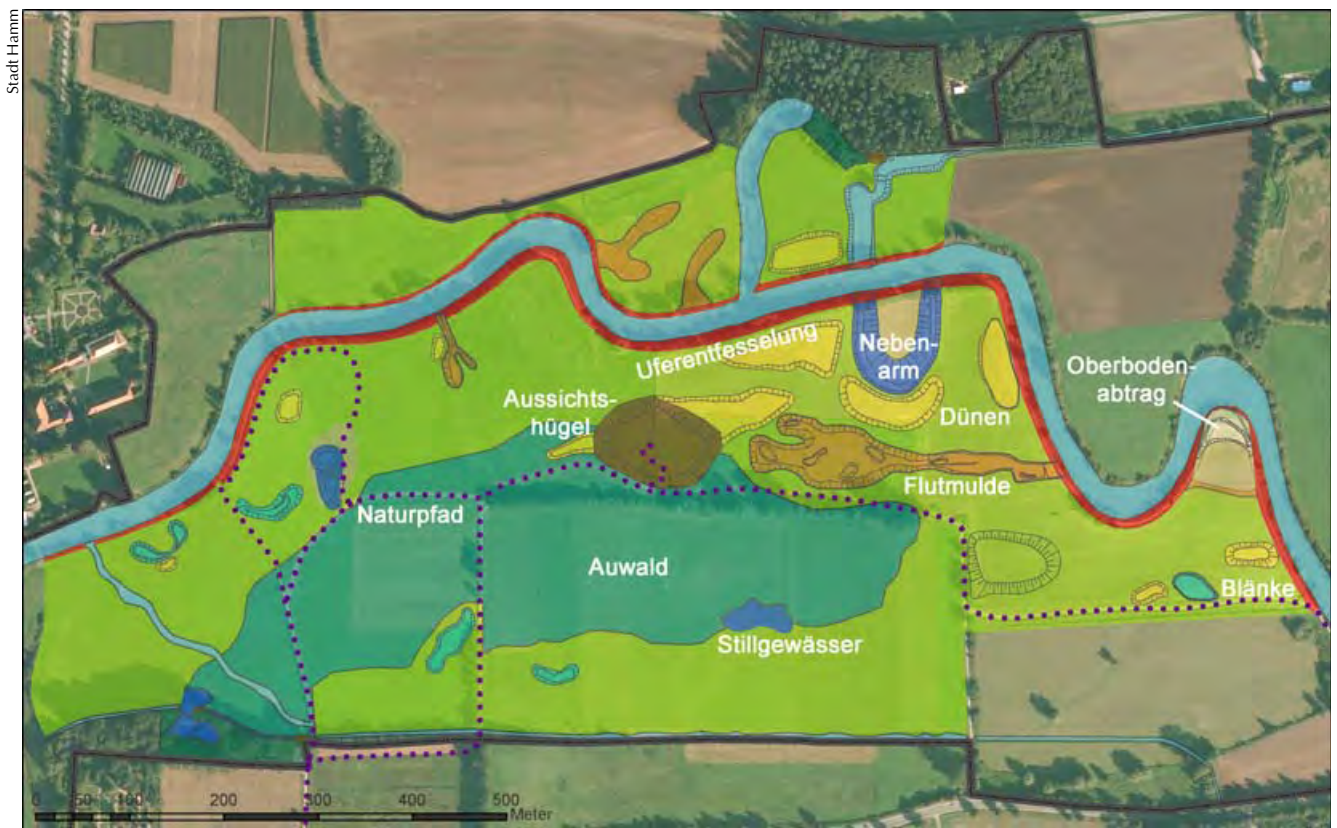 Stadt Hamm
Uferentfesselung
Neben-
arm
Oberboden-
abtrag
Aussichts-
hügel
Dünen
Flutmulde
Naturpfad
Auwald
Blänke
Stillgewässer
0 50 100 200 300 400 500
Meter